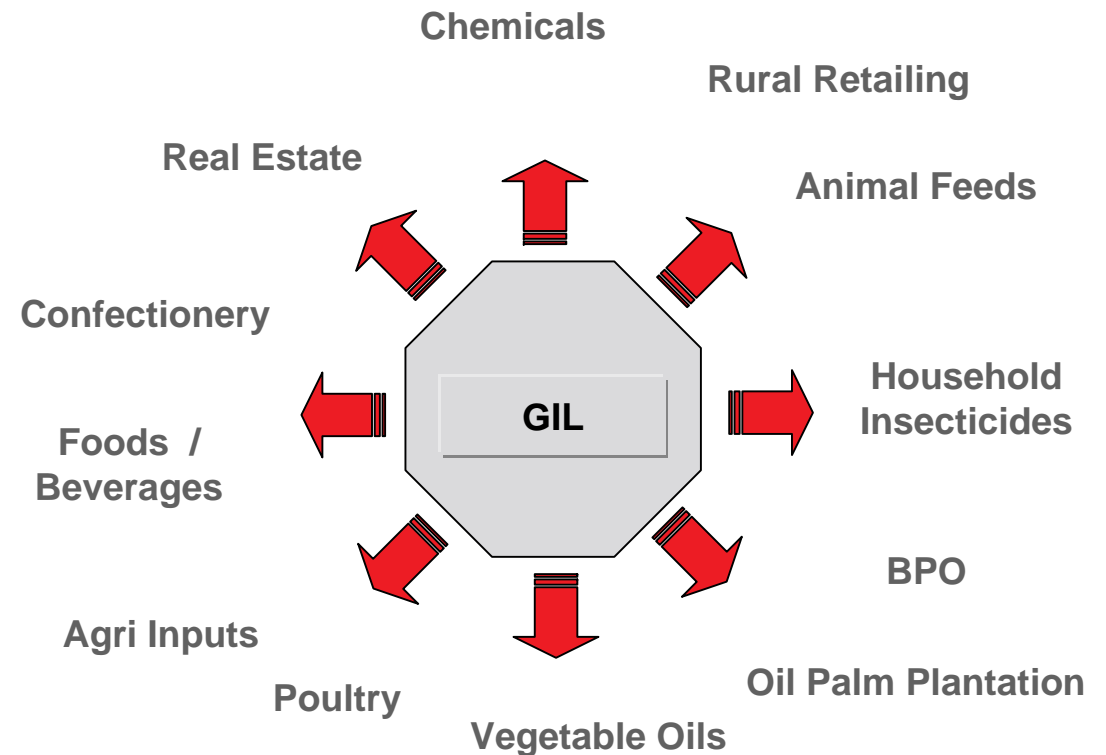 Chemicals
Rural Retailing
Real Estate
Animal Feeds
Confectionery
Household
Insecticides
GIL
Foods /
Beverages
BPO
Agri Inputs
Oil Palm Plantation
Poultry
Vegetable Oils